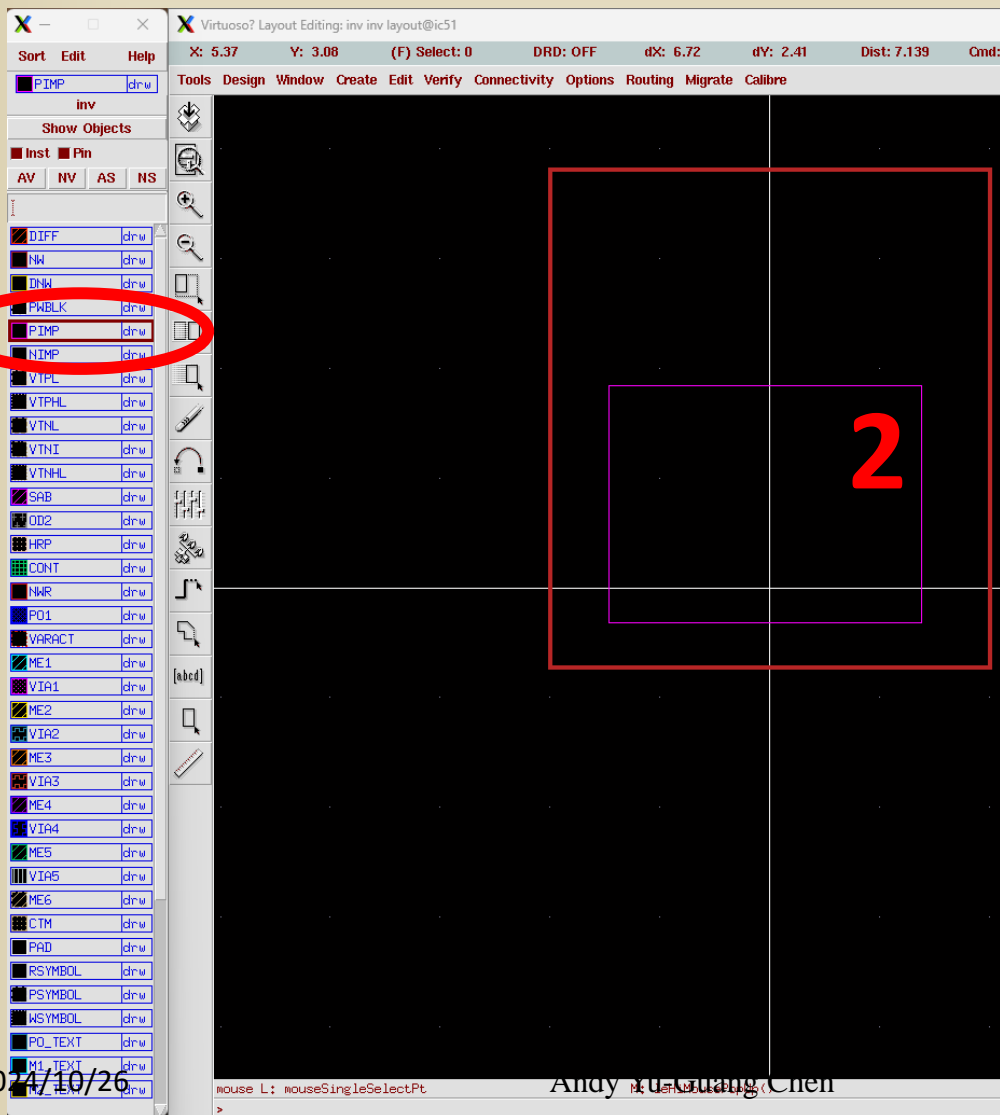 Virtuoso? Layout Editing: inv inv layout@ic51
Sort Edit Help
X: 5.37 Y: 3.08 (F) Select: 0 DRD: OFF dX: 6.72 dY: 2.41 Dist: 7.139 Cmd:
PIMP drw
Tools Design Window Create Edit Verify Connectivity Options Routing Migrate Calibre
inv
Show Objects
Inst Pin
AV NV AS NS
DIFF drw
NW drw
DNW drw
PWBLK drw
PIMP drw
NIMP drw
VTPL drw
VTPHL drw
VTNL drw
VTNI drw
VTNHL drw
SAB drw
OD2 drw
HRP drw
CONT drw
NWR drw
PO1 drw
VARACT drw
ME1 drw
VIA1 drw
ME2 drw
VIA2 drw
ME3 drw
VIA3 drw
ME4 drw
VIA4 drw
ME5 drw
VIA5 drw
ME6 drw
CTM drw
PAD drw
RSYMBOL drw
PSYMBOL drw
WSYMBOL drw
PO_TEXT drw
M1_TEXT drw
M2_TEXT drw
[abcd]
2
24/10/26
mouse L: mouseSingleSelectPt
Andy Yu-Guang Chen
>